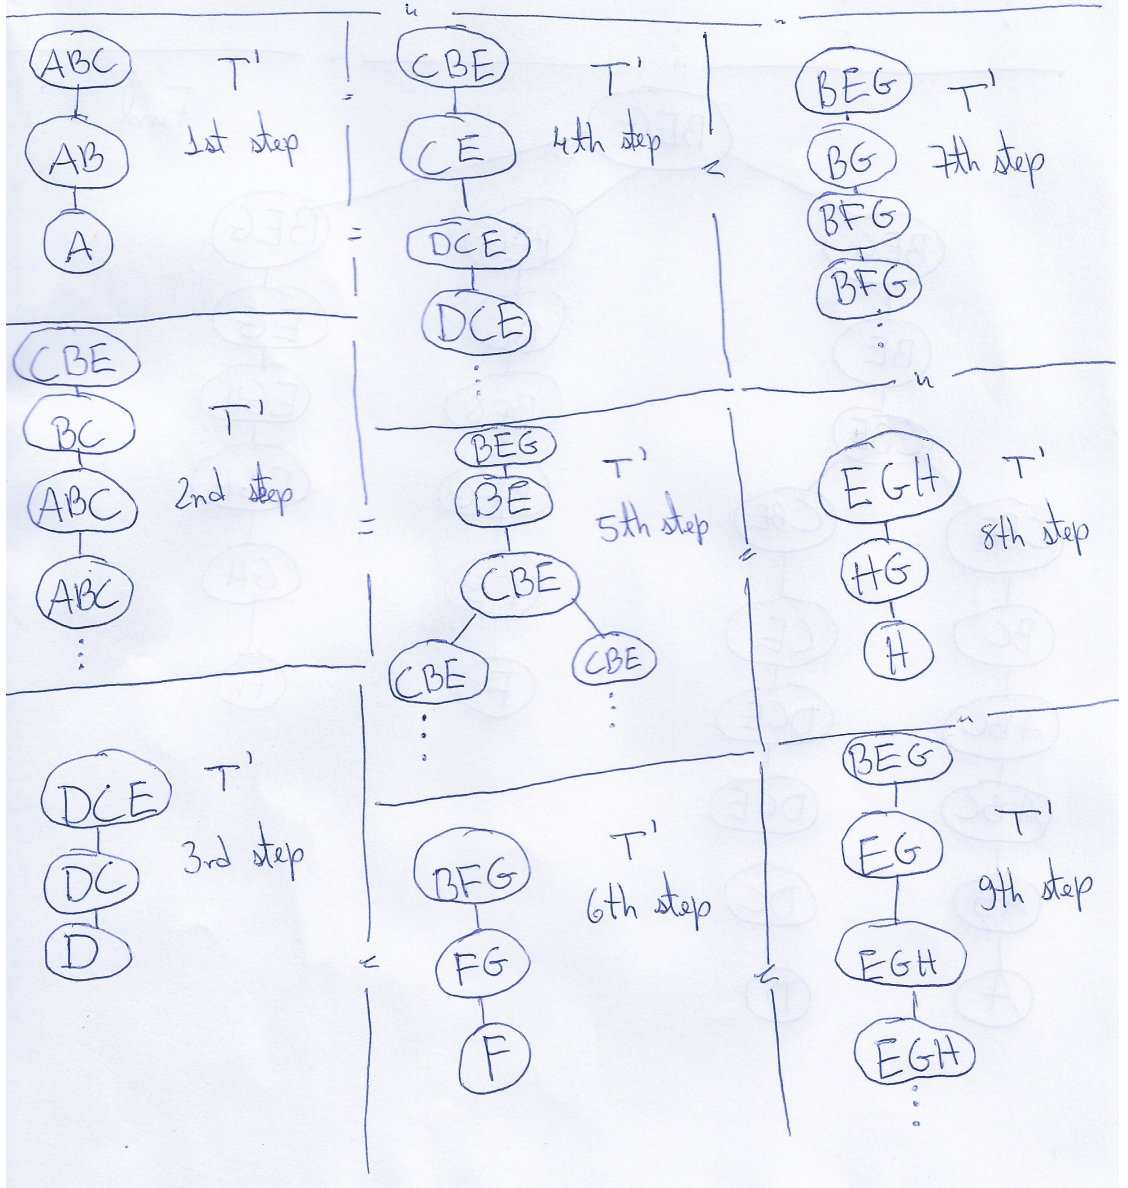 ABC
T'
AB
1st step
A
CBE
BC
T'
ABC
2nd step
ABC
DCE
T'
DC
3rd step
D
CBE
T'
CE
4th step
DCE
DCE
BEG
T'
BE
5th step
CBE
CBE
CBE
BFG
T'
FG
6th step
F
BEG
T'
BG
7th step
BFG
BFG
EGH
T'
HG
8th step
H
BEG
T'
EG
9th step
EGH
EGH